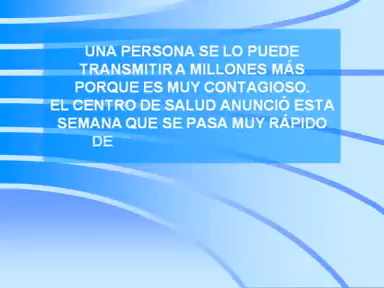 UNA PERSONA SE LO PUEDE
TRANSMITIR A MILLONES MÁS
PORQUE ES MUY CONTAGIOSO.
EL CENTRO DE SALUD ANUNCIÓ ESTA
SEMANA QUE SE PASA MUY RÁPIDO
DE